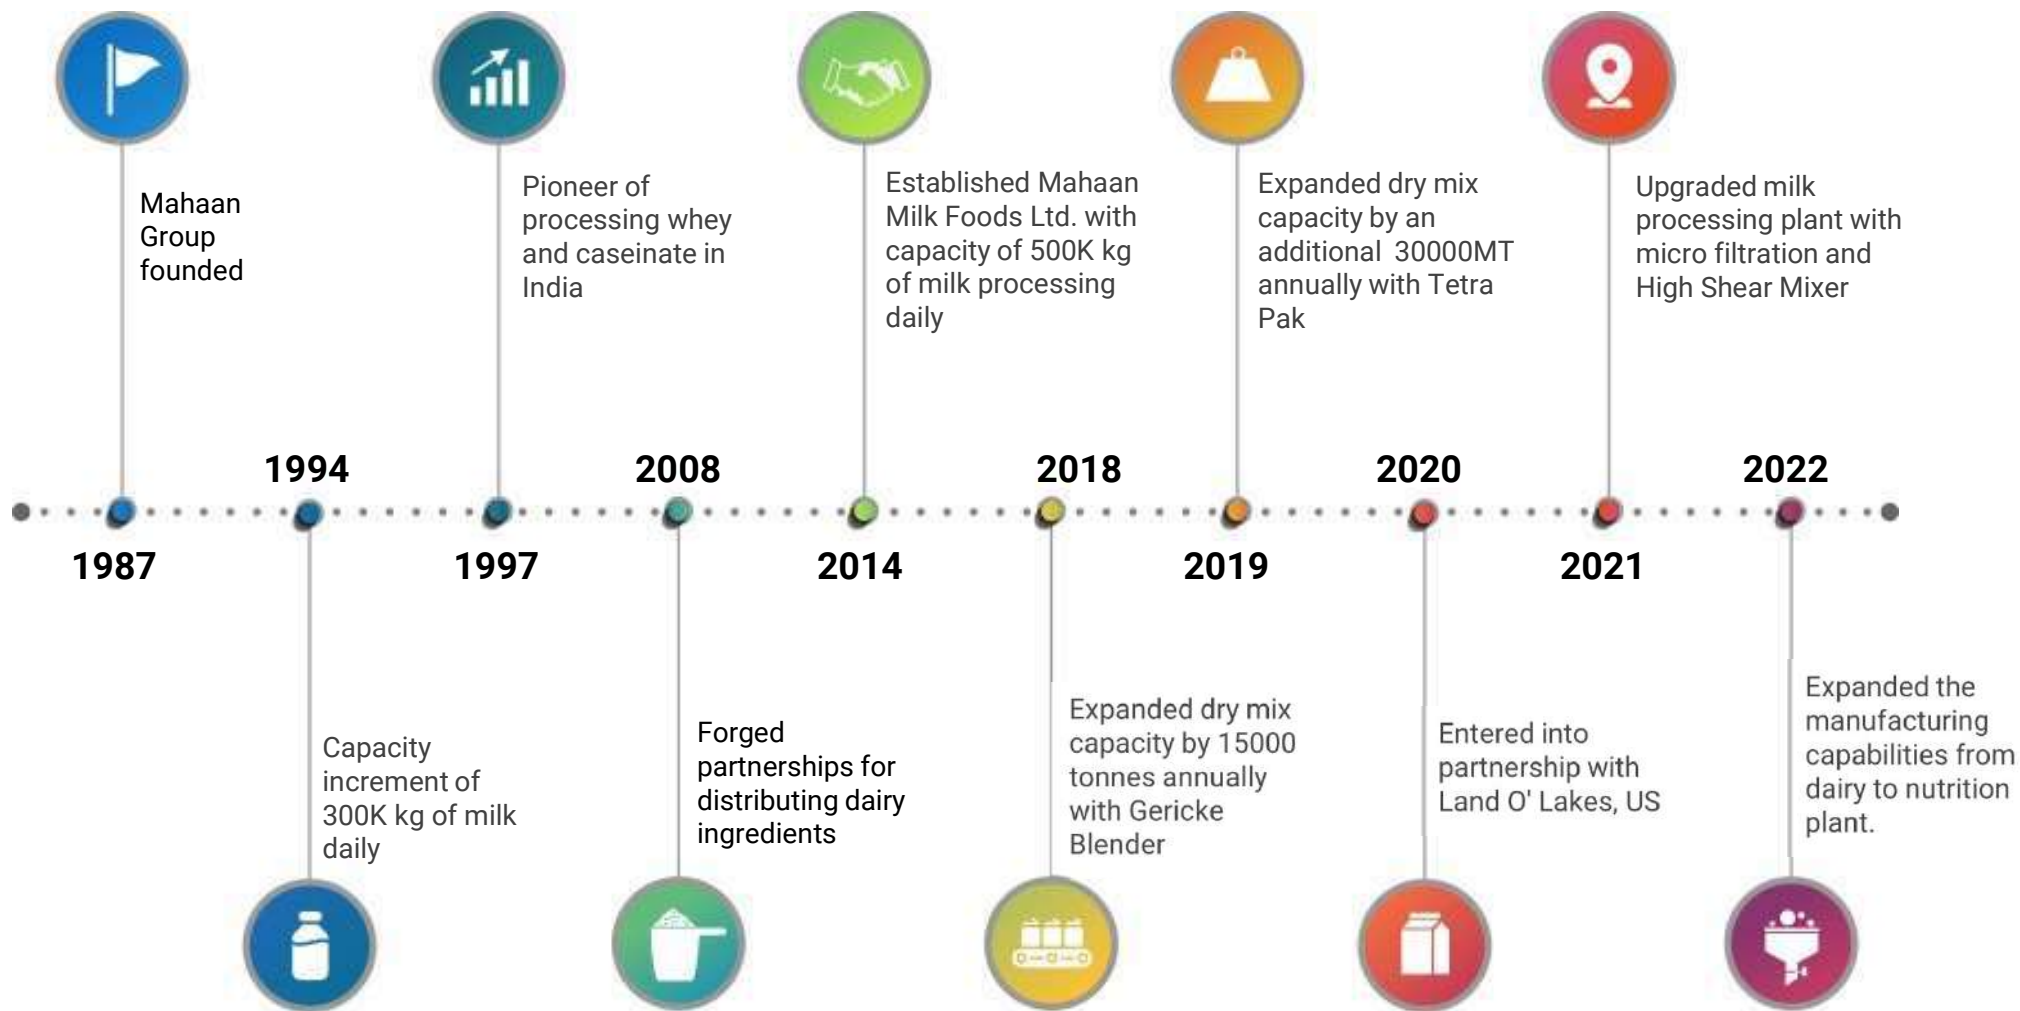 Mahaan
Group
founded
Pioneer of
processing whey
and caseinate in
India
Established Mahaan
Milk Foods Ltd. with
capacity of 500K kg
of milk processing
daily
Expanded dry mix
capacity by an
additional 30000MT
annually with Tetra
Pak
Upgraded milk
processing plant with
micro filtration and
High Shear Mixer
1994
2008
2018
2020
2022
1987
1997
2014
2019
2021
Capacity
increment of
300K kg of milk
daily
Forged
partnerships for
distributing dairy
ingredients
Expanded dry mix
capacity by 15000
tonnes annually
with Gericke
Blender
Entered into
partnership with
Land O' Lakes, US
Expanded the
manufacturing
capabilities from
dairy to nutrition
plant.